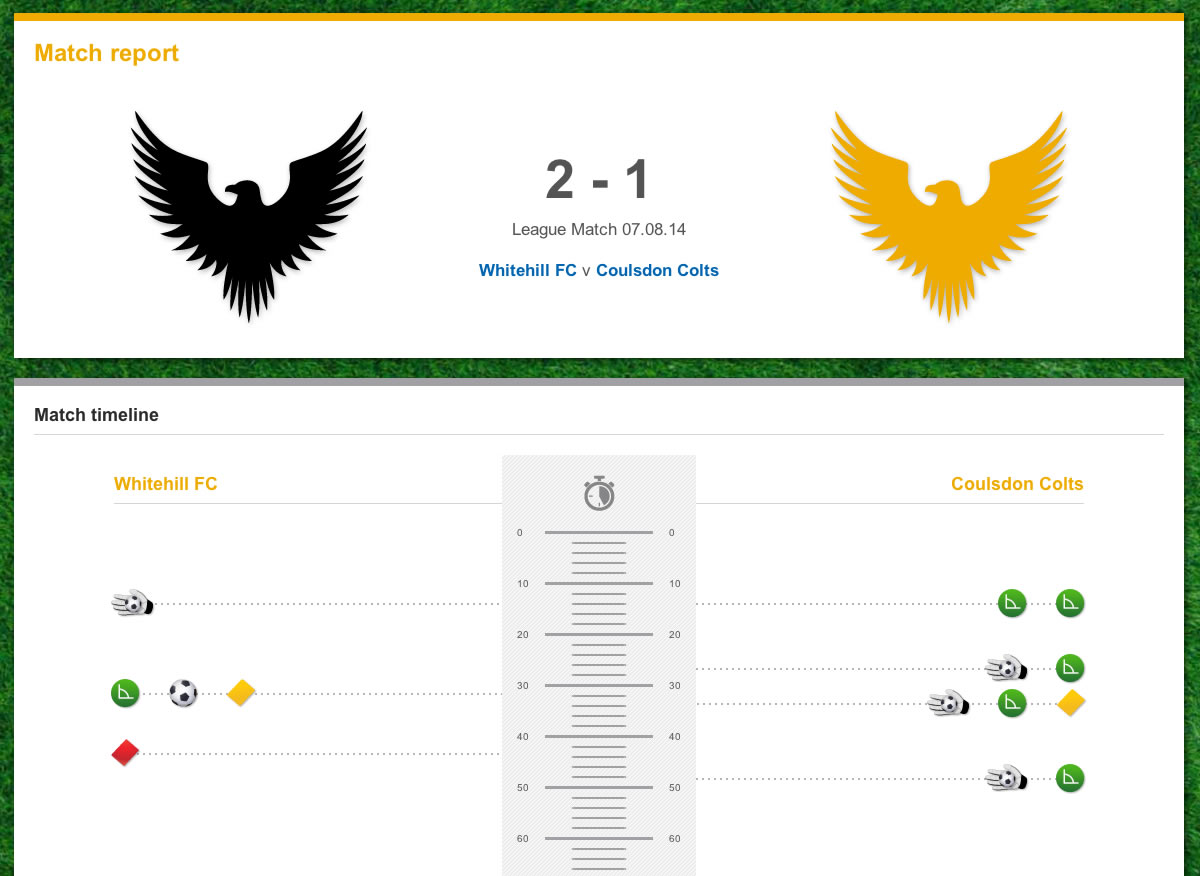 Match report
2 - 1
League Match 07.08.14
Whitehill FC v Coulsdon Colts
Match timeline
Whitehill FC
Coulsdon Colts
0 0
10 10
20 20
30 30
40 40
50 50
60 60